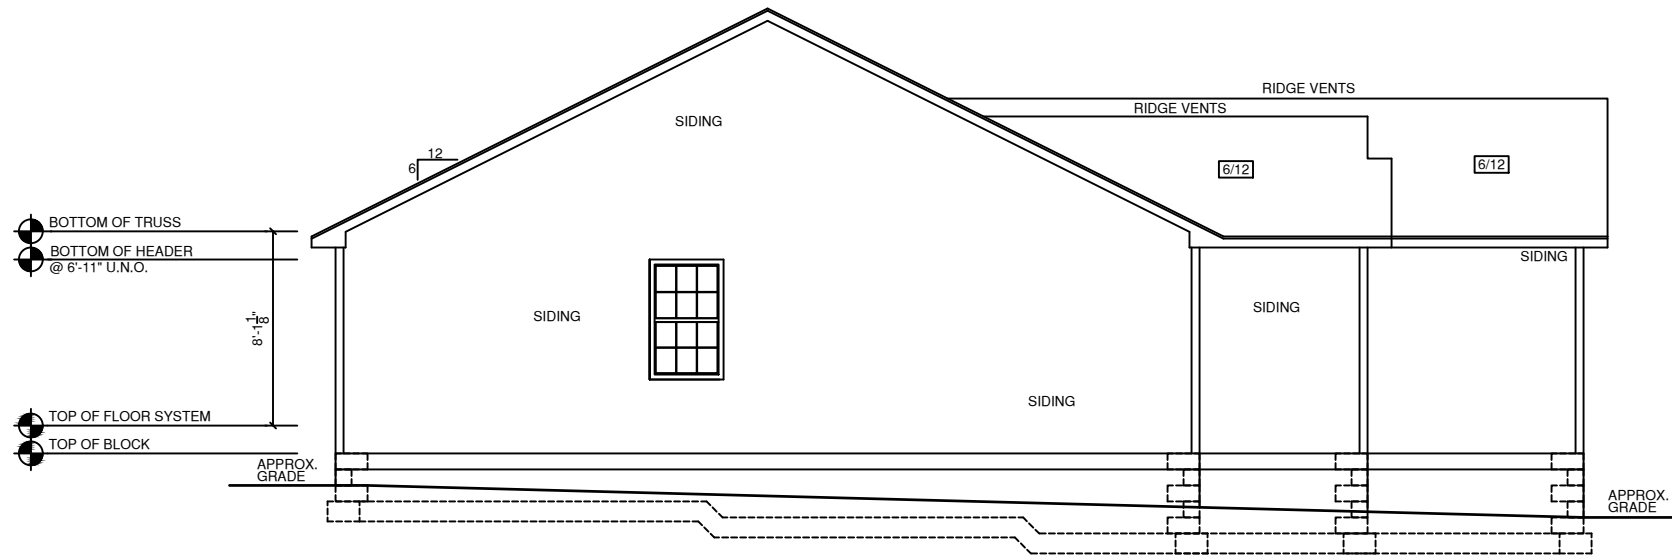 RIDGE VENTS
RIDGE VENTS
SIDING
12
6
6/12
6/12
BOTTOM OF TRUSS
BOTTOM OF HEADER
@ 6'-11" U.N.O.
SIDING
SIDING
SIDING
8'-1 1/8"
SIDING
TOP OF FLOOR SYSTEM
TOP OF BLOCK
APPROX.
GRADE
APPROX.
GRADE